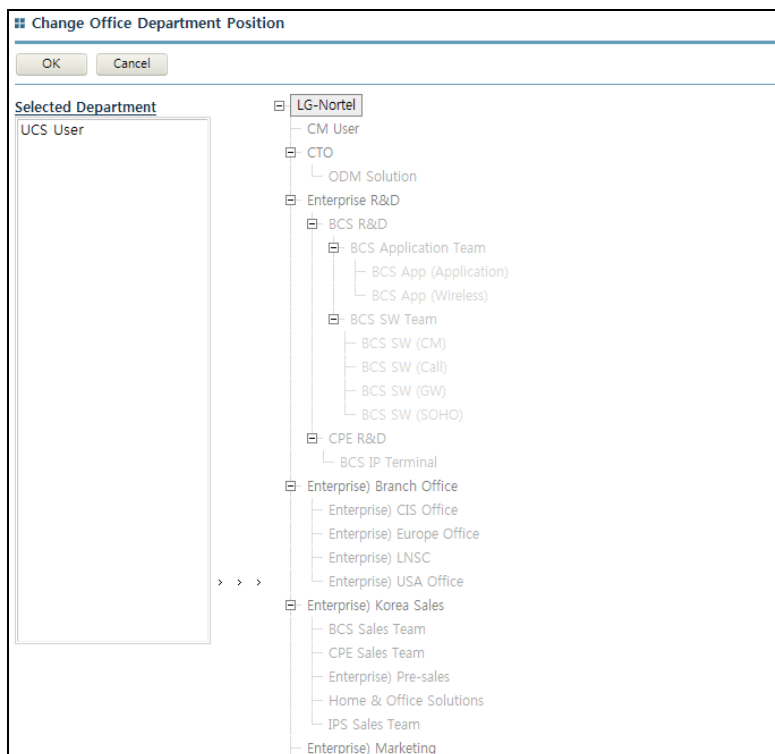 Change Office Department Position
OK Cancel
Selected Department
UCS User
> > >
LG-Nortel
CM User
CTO
ODM Solution
Enterprise R&D
BCS R&D
BCS Application Team
BCS App (Application)
BCS App (Wireless)
BCS SW Team
BCS SW (CM)
BCS SW (Call)
BCS SW (GW)
BCS SW (SOHO)
CPE R&D
BCS IP Terminal
Enterprise) Branch Office
Enterprise) CIS Office
Enterprise) Europe Office
Enterprise) LNSC
Enterprise) USA Office
Enterprise) Korea Sales
BCS Sales Team
CPE Sales Team
Enterprise) Pre-sales
Home & Office Solutions
IPS Sales Team
Enterprise) Marketing